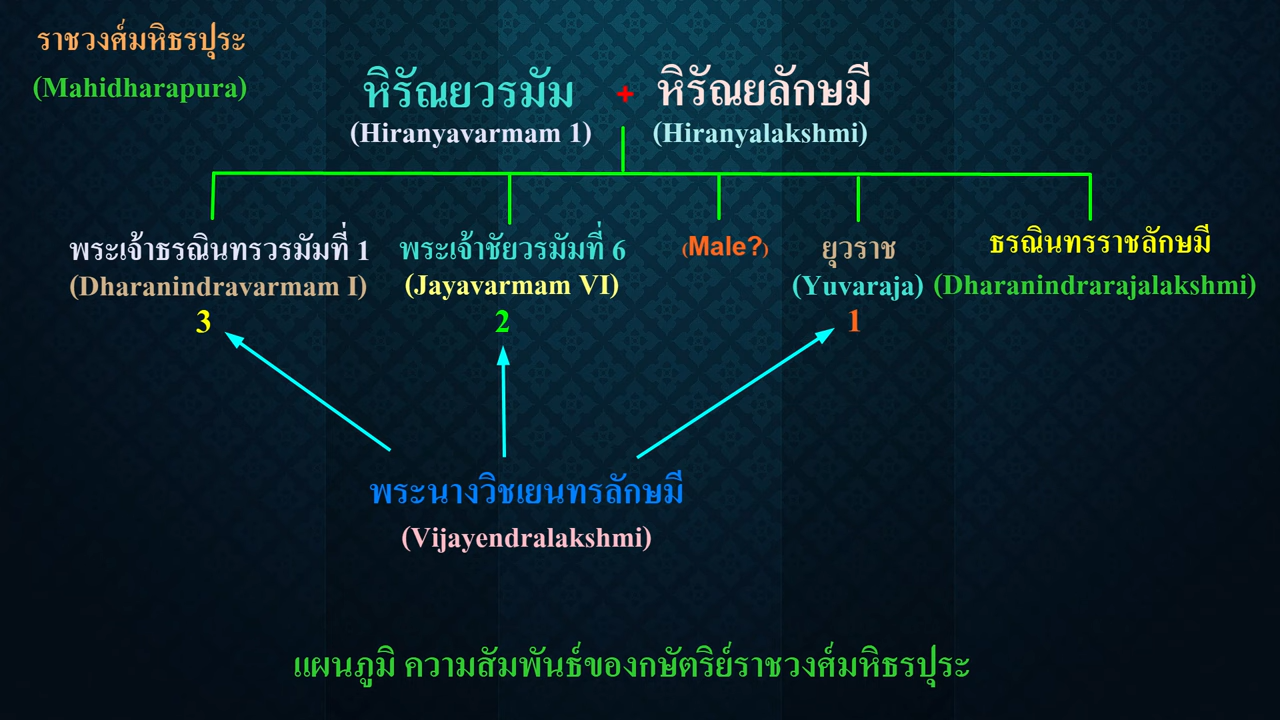 ราชวงศ์มหิธรปุระ
(Mahidharapura)
หิรัณยวรมัม + หิรัณยลักษมี
(Hiranyavarmam 1) (Hiranyalakshmi)
พระเจ้าธรณินทรวรมัมที่ 1 พระเจ้าชัยวรมัมที่ 6 (Male?) ยุวราช ธรณินทรราชลักษมี
(Dharanindravarmam I) (Jayavarmam VI) (Yuvaraja) (Dharanindrarajalakshmi)
3 2 1
พระนางวิชเยนทรลักษมี
(Vijayendralakshmi)
แผนภูมิ ความสัมพันธ์ของกษัตริย์ราชวงศ์มหิธรปุระ